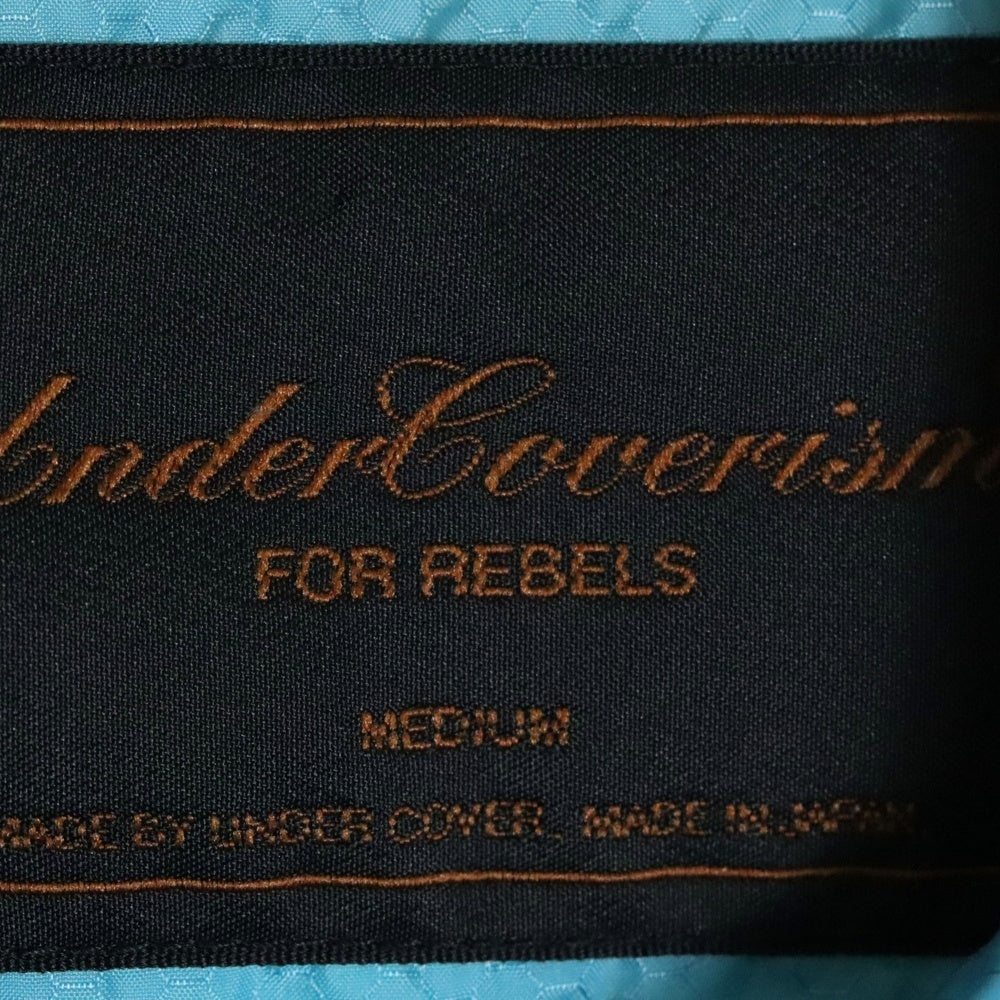 UnderCoverism
FOR REBELS
MEDIUM
MADE BY UNDER COVER, MADE IN JAPAN.